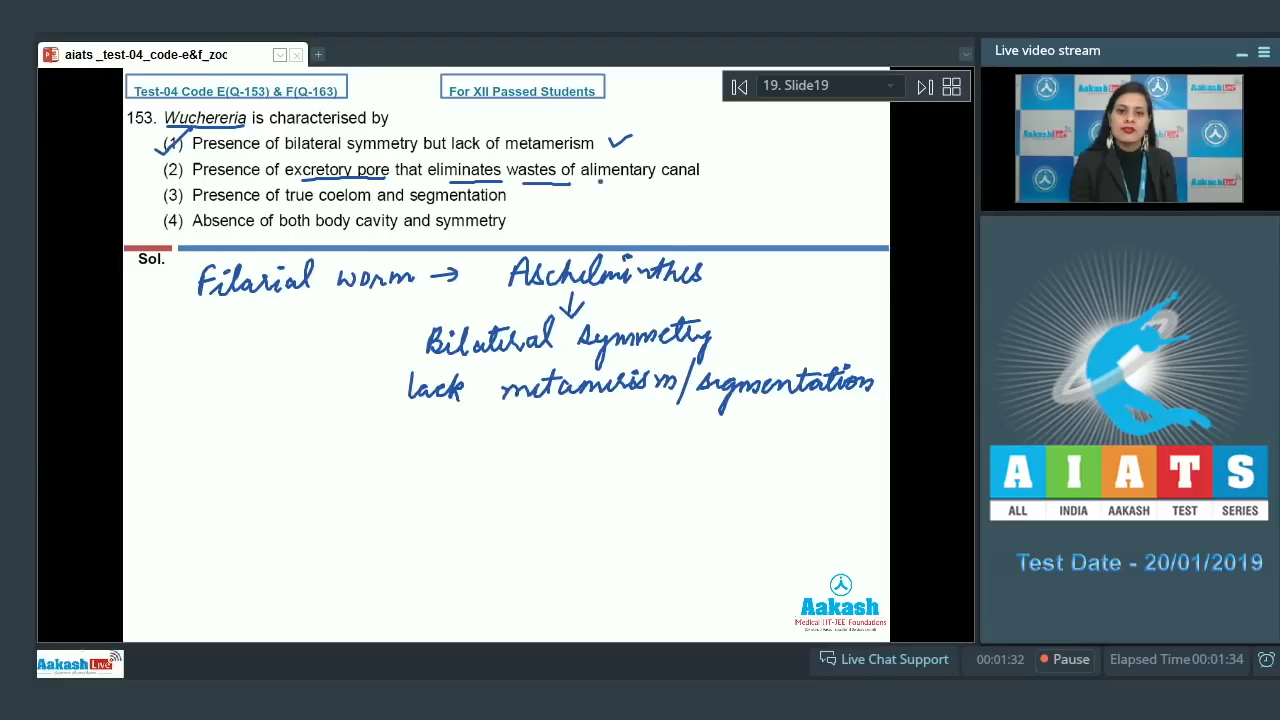 Live video stream
aiats _test-04_code-e&f_zoc
Test-04 Code E(Q-153) & F(Q-163)
For XII Passed Students
19. Slide19
153. Wuchereria is characterised by
(1) Presence of bilateral symmetry but lack of metamerism
(2) Presence of excretory pore that eliminates wastes of alimentary canal
(3) Presence of true coelom and segmentation
(4) Absence of both body cavity and symmetry
Sol.
Filarial worm → Aschelminthes
↓
Bilateral symmetry
lack metamerism/segmentation
AIATS
ALL INDIA AAKASH TEST SERIES
Test Date - 20/01/2019
Aakash
Medical|IIT-JEE|Foundations
Aakash Live
Live Chat Support
00:01:32
Pause
Elapsed Time 00:01:34